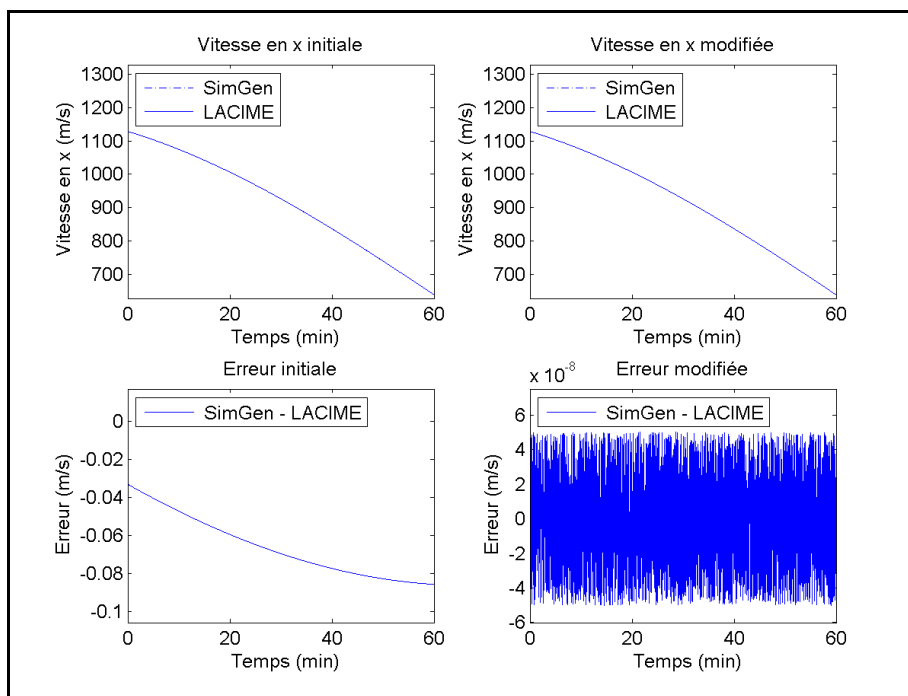 Vitesse en x initiale
1300
1200
1100
1000
900
800
700
Vitesse en x (m/s)
SimGen
LACIME
0 20 40 60
Temps (min)
Vitesse en x modifiée
1300
1200
1100
1000
900
800
700
Vitesse en x (m/s)
SimGen
LACIME
0 20 40 60
Temps (min)
Erreur initiale
0
-0.02
-0.04
-0.06
-0.08
-0.1
Erreur (m/s)
SimGen - LACIME
0 20 40 60
Temps (min)
x 10-8
Erreur modifiée
6
4
2
0
-2
-4
-6
Erreur (m/s)
SimGen - LACIME
0 20 40 60
Temps (min)